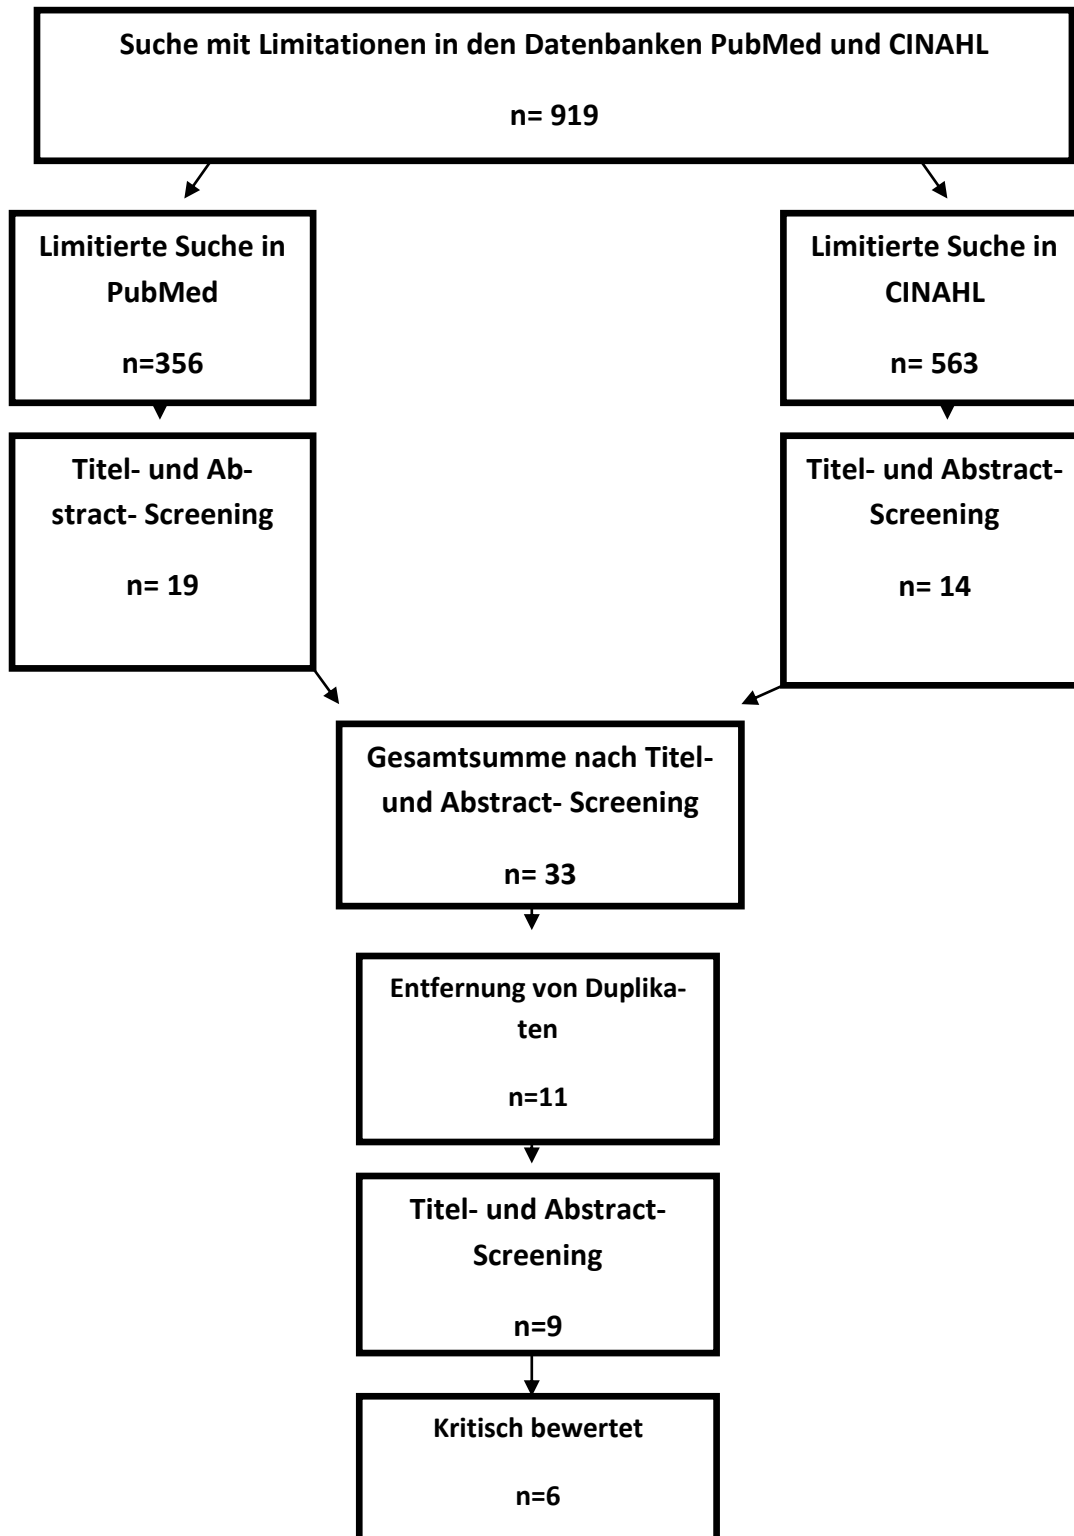 Suche mit Limitationen in den Datenbanken PubMed und CINAHL
n= 919
Limitierte Suche in
PubMed
n=356
Limitierte Suche in
CINAHL
n= 563
Titel- und Ab-
stract- Screening
n= 19
Titel- und Abstract-
Screening
n= 14
Gesamtsumme nach Titel-
und Abstract- Screening
n= 33
Entfernung von Duplika-
ten
n=11
Titel- und Abstract-
Screening
n=9
Kritisch bewertet
n=6